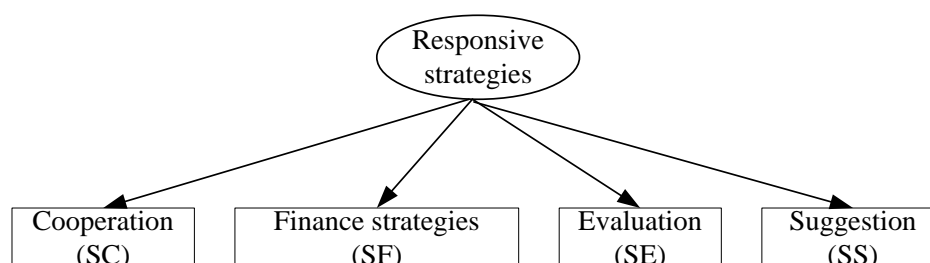 Responsive
strategies
Cooperation
(SC)
Finance strategies
(SF)
Evaluation
(SE)
Suggestion
(SS)